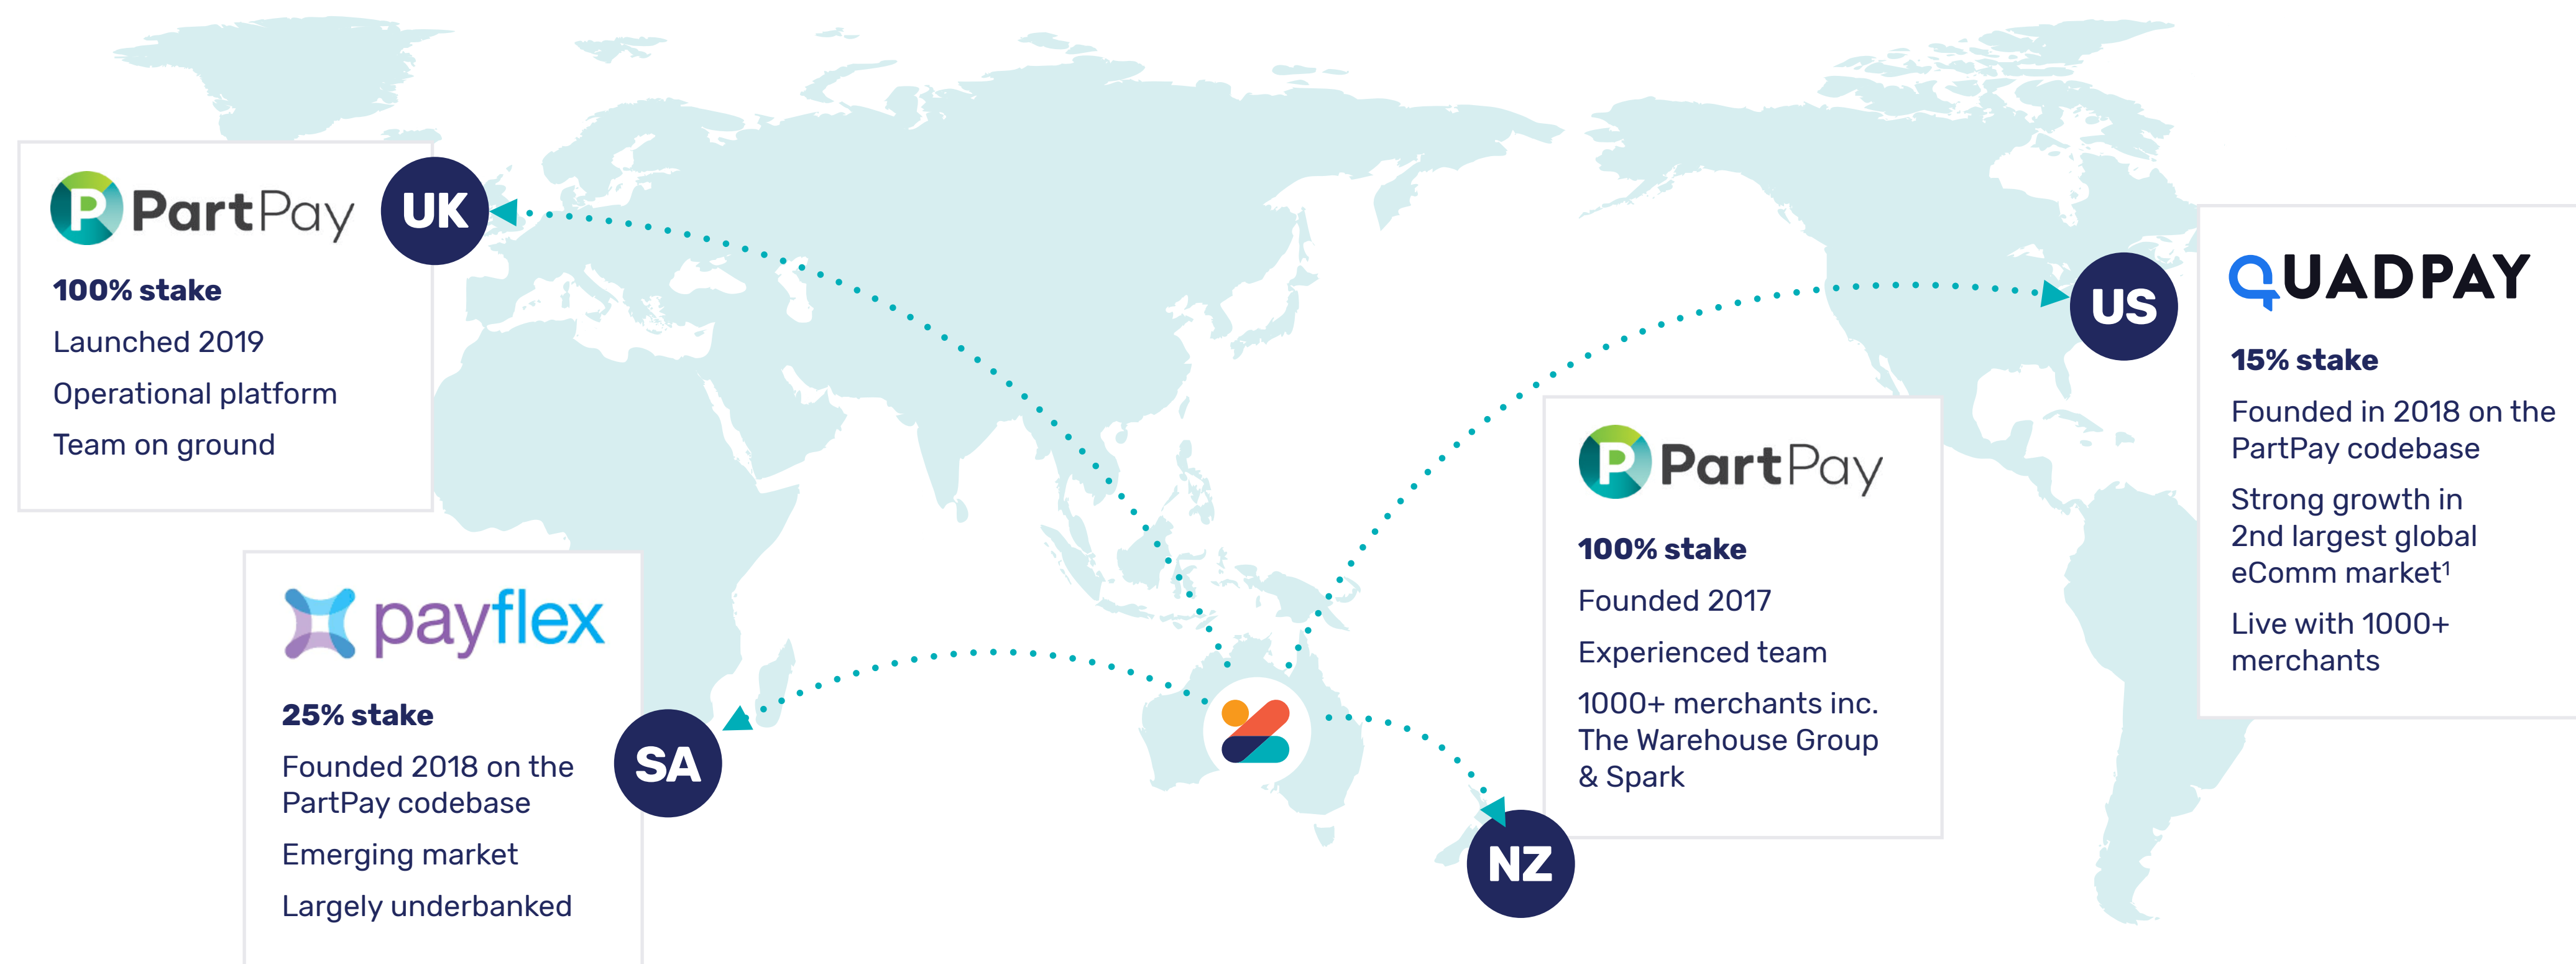 PartPay
UK
100% stake
Launched 2019
Operational platform
Team on ground
payflex
25% stake
Founded 2018 on the
PartPay codebase
Emerging market
Largely underbanked
SA
PartPay
100% stake
Founded 2017
Experienced team
1000+ merchants inc.
The Warehouse Group
& Spark
NZ
US
QUADPAY
15% stake
Founded in 2018 on the
PartPay codebase
Strong growth in
2nd largest global
eComm market¹
Live with 1000+
merchants